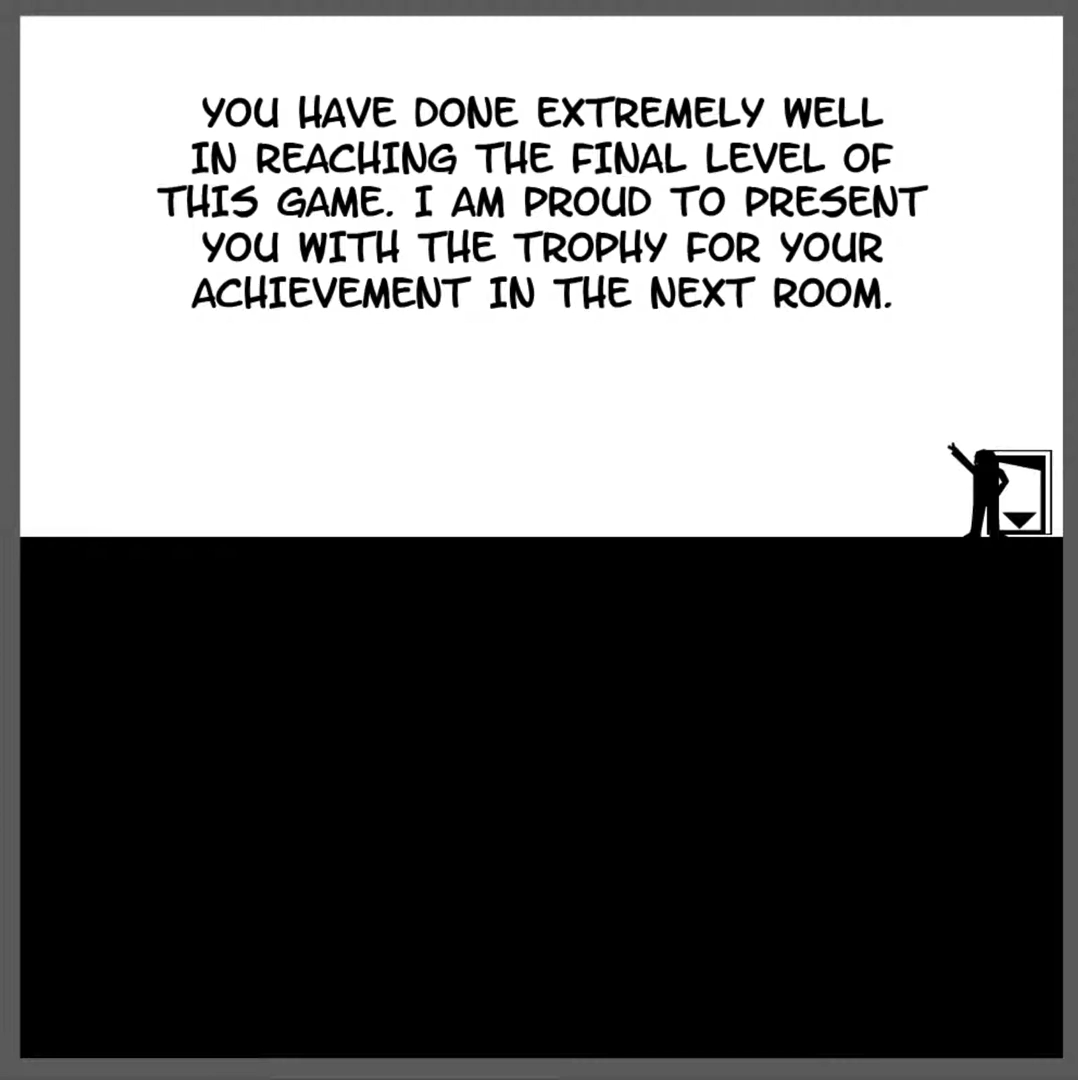 YOU HAVE DONE EXTREMELY WELL
IN REACHING THE FINAL LEVEL OF
THIS GAME. I AM PROUD TO PRESENT
YOU WITH THE TROPHY FOR YOUR
ACHIEVEMENT IN THE NEXT ROOM.